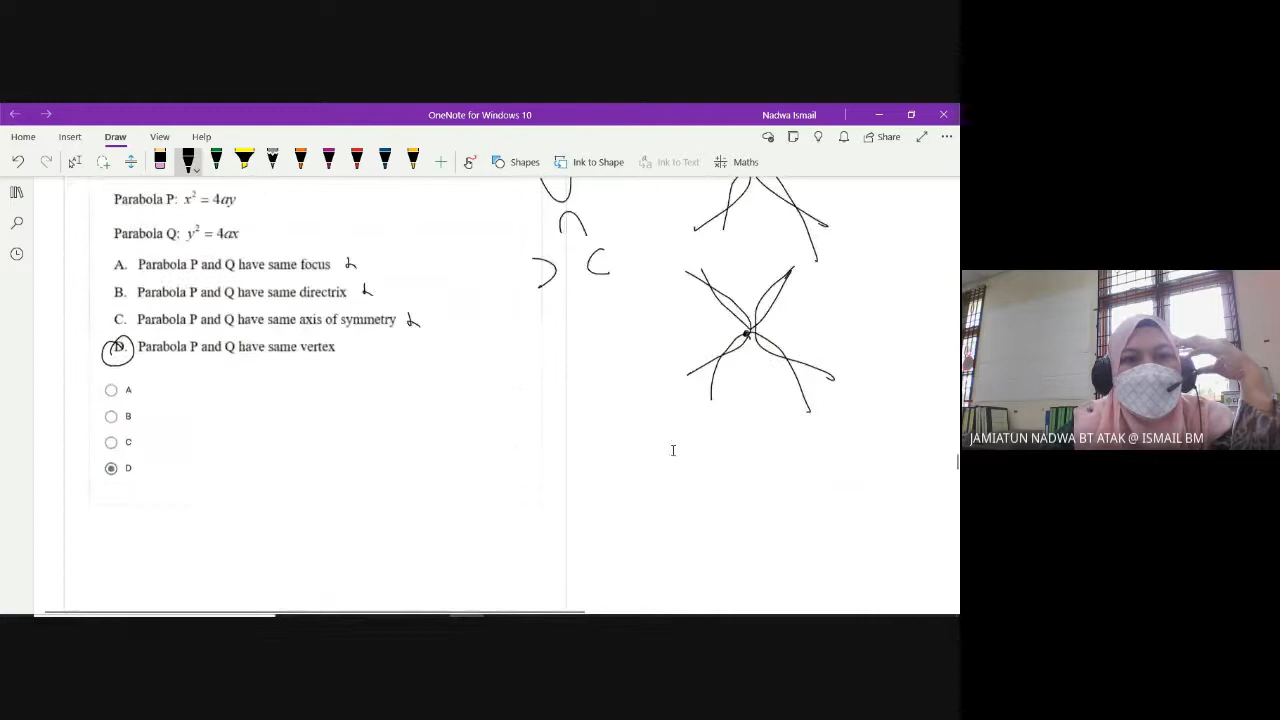 OneNote for Windows 10
Nadwa Ismail
Home Insert Draw View Help
Share
Shapes Ink to Shape Ink to Text Maths
Parabola P: x² = 4ay
Parabola Q: y² = 4ax
A. Parabola P and Q have same focus
B. Parabola P and Q have same directrix
C. Parabola P and Q have same axis of symmetry
D. Parabola P and Q have same vertex
A
B
C
D
JAMIATUN NADWA BT ATAK @ ISMAIL BM